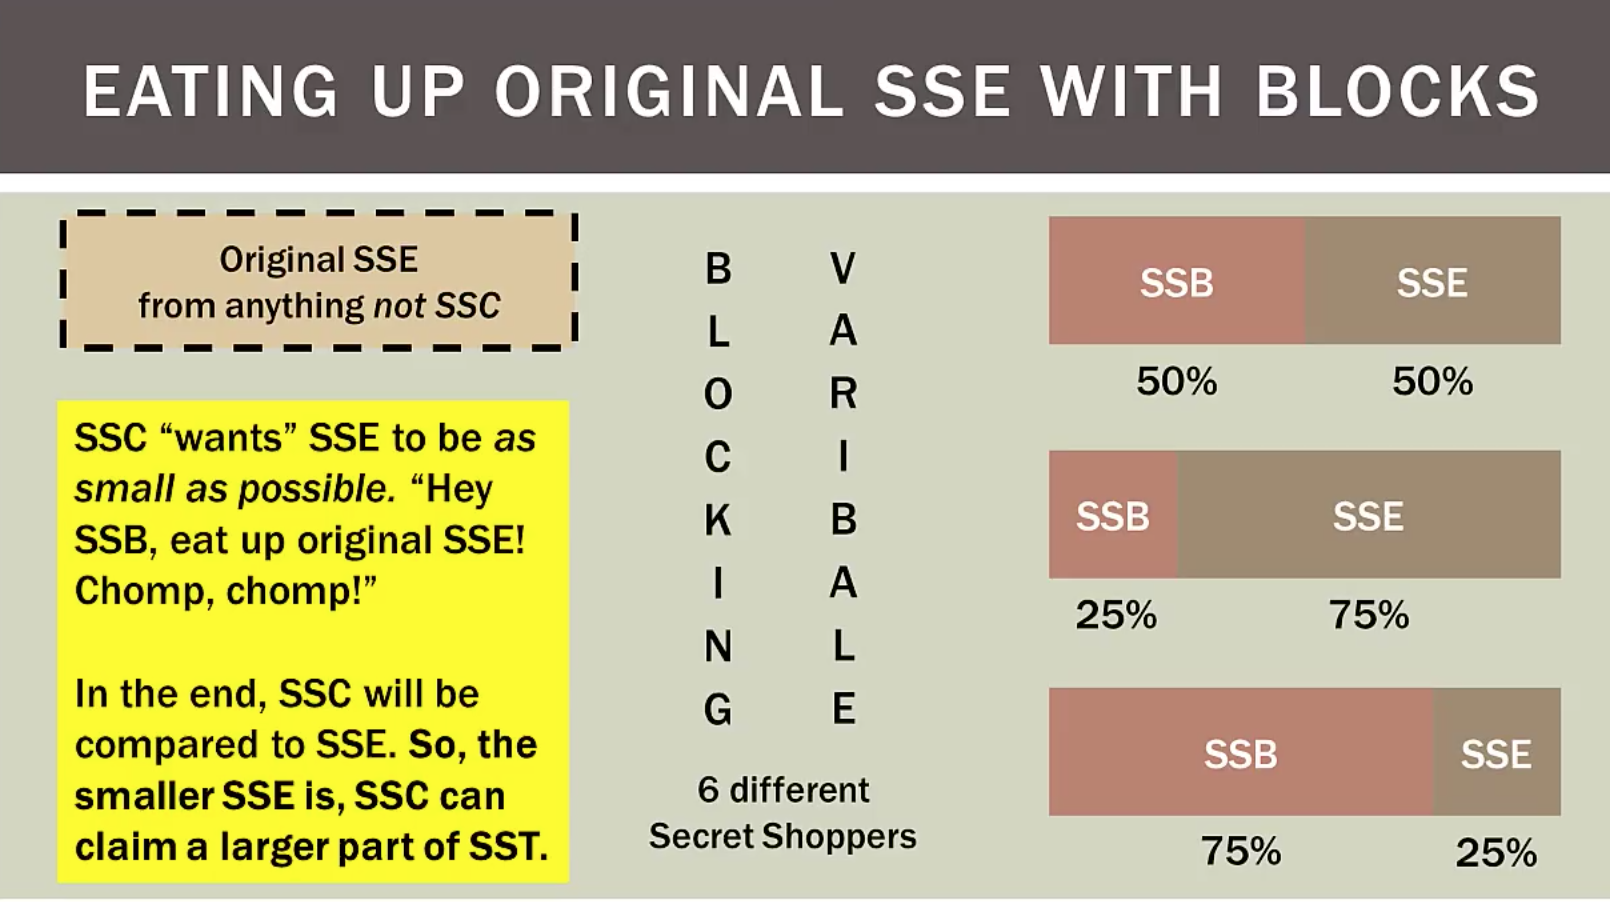 EATING UP ORIGINAL SSE WITH BLOCKS
Original SSE
from anything not SSC
SSC “wants” SSE to be as
small as possible. “Hey
SSB, eat up original SSE!
Chomp, chomp!”
In the end, SSC will be
compared to SSE. So, the
smaller SSE is, SSC can
claim a larger part of SST.
B V
L A
O R
C I
K B
I A
N L
G E
6 different
Secret Shoppers
SSB SSE
50% 50%
SSB SSE
25% 75%
SSB SSE
75% 25%